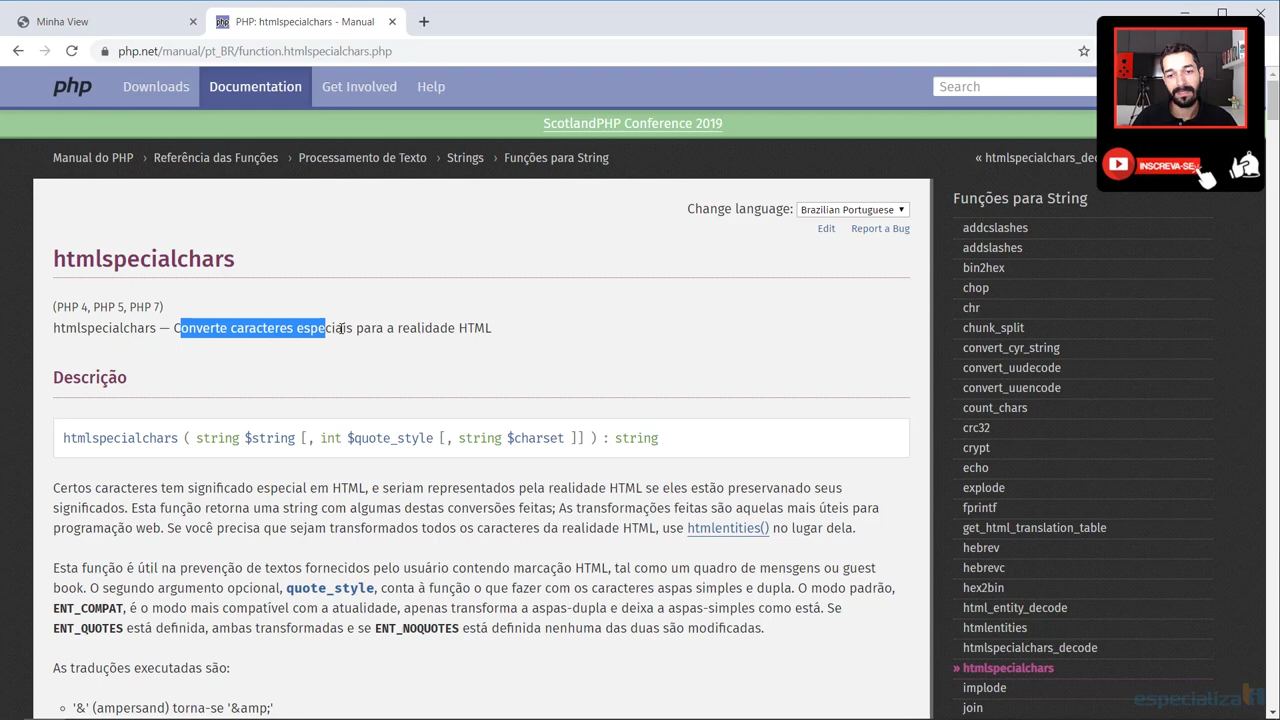 Minha View
PHP: htmlspecialchars - Manual
php.net/manual/pt_BR/function.htmlspecialchars.php
php
Downloads
Documentation
Get Involved
Help
Search
INSCREVA-SE
ScotlandPHP Conference 2019
Manual do PHP › Referência das Funções › Processamento de Texto › Strings › Funções para String
« htmlspecialchars_dec
Change language: Brazilian Portuguese
Edit Report a Bug
htmlspecialchars
(PHP 4, PHP 5, PHP 7)
htmlspecialchars — Converte caracteres especiais para a realidade HTML
Descrição
htmlspecialchars ( string $string [, int $quote_style [, string $charset ]] ) : string
Certos caracteres tem significado especial em HTML, e seriam representados pela realidade HTML se eles estão preservanado seus
significados. Esta função retorna uma string com algumas destas conversões feitas; As transformações feitas são aquelas mais úteis para
programação web. Se você precisa que sejam transformados todos os caracteres da realidade HTML, use htmlentities() no lugar dela.
Esta função é útil na prevenção de textos fornecidos pelo usuário contendo marcação HTML, tal como um quadro de mensgens ou guest
book. O segundo argumento opcional, quote_style, conta à função o que fazer com os caracteres aspas simples e dupla. O modo padrão,
ENT_COMPAT, é o modo mais compatível com a atualidade, apenas transforma a aspas-dupla e deixa a aspas-simples como está. Se
ENT_QUOTES está definida, ambas transformadas e se ENT_NOQUOTES está definida nenhuma das duas são modificadas.
As traduções executadas são:
'&' (ampersand) torna-se '&amp;'
Funções para String
addcslashes
addslashes
bin2hex
chop
chr
chunk_split
convert_cyr_string
convert_uudecode
convert_uuencode
count_chars
crc32
crypt
echo
explode
fprintf
get_html_translation_table
hebrev
hebrevc
hex2bin
html_entity_decode
htmlentities
htmlspecialchars_decode
» htmlspecialchars
implode
join
especializati